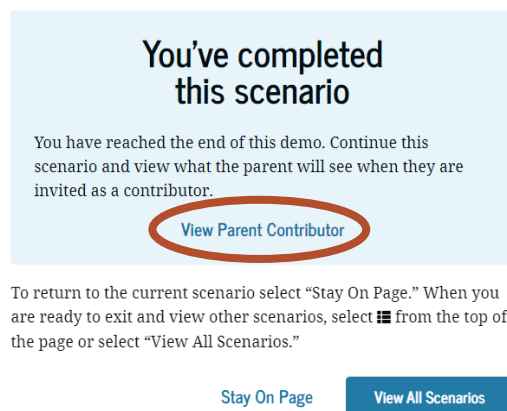 You've completed
this scenario
You have reached the end of this demo. Continue this
scenario and view what the parent will see when they are
invited as a contributor.
View Parent Contributor
To return to the current scenario select “Stay On Page.” When you
are ready to exit and view other scenarios, select from the top of
the page or select “View All Scenarios.”
Stay On Page View All Scenarios